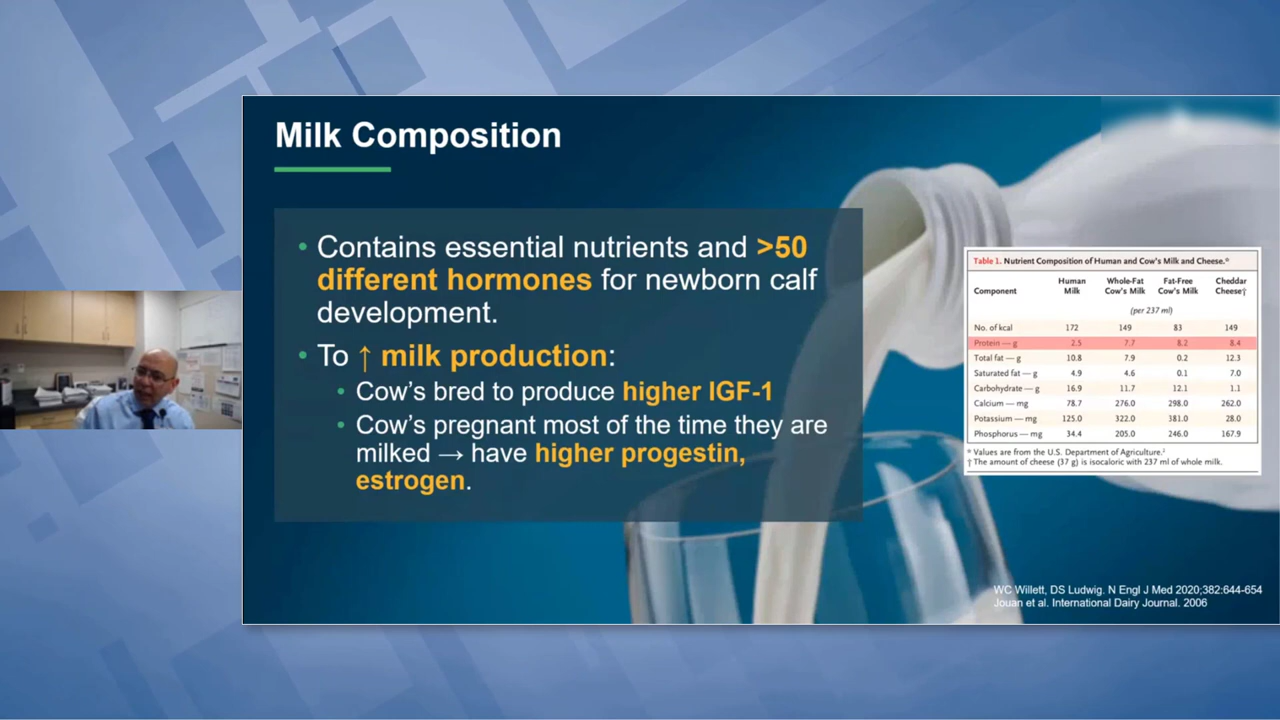 Milk Composition
• Contains essential nutrients and >50
different hormones for newborn calf
development.
• To ↑ milk production:
• Cow's bred to produce higher IGF-1
• Cow's pregnant most of the time they are
milked → have higher progestin,
estrogen.
Table 1. Nutrient Composition of Human and Cow's Milk and Cheese.*
Component Human Milk Whole-Fat Cow's Milk Fat-Free Cow's Milk Cheddar Cheese†
(per 237 ml)
No. of kcal 172 149 83 149
Protein — g 2.5 7.7 8.2 8.4
Total fat — g 10.8 7.9 0.2 12.3
Saturated fat — g 4.9 4.6 0.1 7.0
Carbohydrate — g 16.9 11.7 12.1 1.1
Calcium — mg 78.7 276.0 298.0 262.0
Potassium — mg 125.0 322.0 381.0 28.0
Phosphorus — mg 34.4 205.0 246.0 167.9
* Values are from the U.S. Department of Agriculture.¹
† The amount of cheese (37 g) is isocaloric with 237 ml of whole milk.
WC Willett, DS Ludwig. N Engl J Med 2020;382:644-654
Jouan et al. International Dairy Journal. 2006